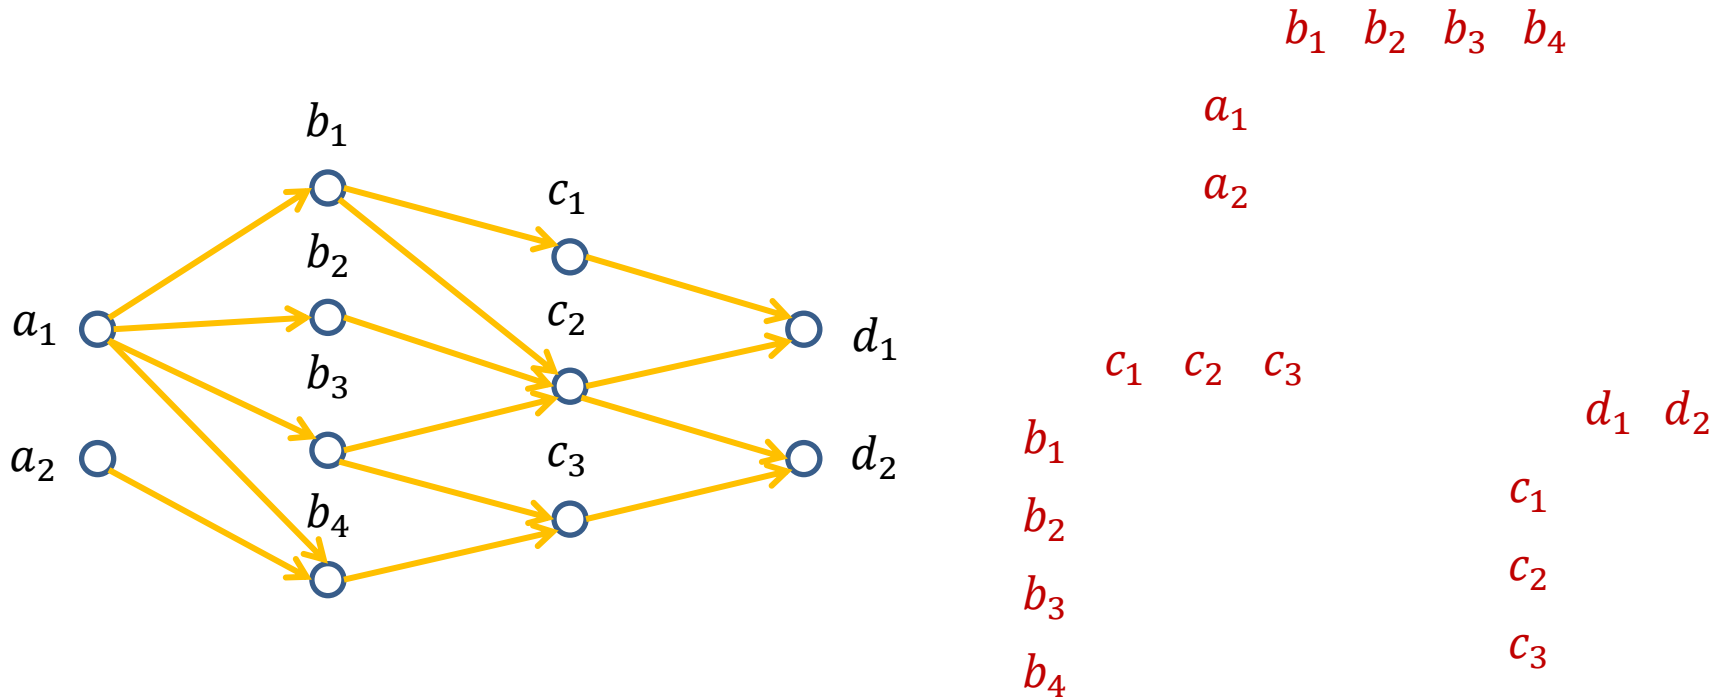 b₁ b₂ b₃ b₄
a₁
a₂
b₁
c₁
b₂
c₂
a₁
d₁
b₃
a₂
c₃
d₂
b₄
c₁ c₂ c₃
b₁
b₂
b₃
b₄
d₁ d₂
c₁
c₂
c₃